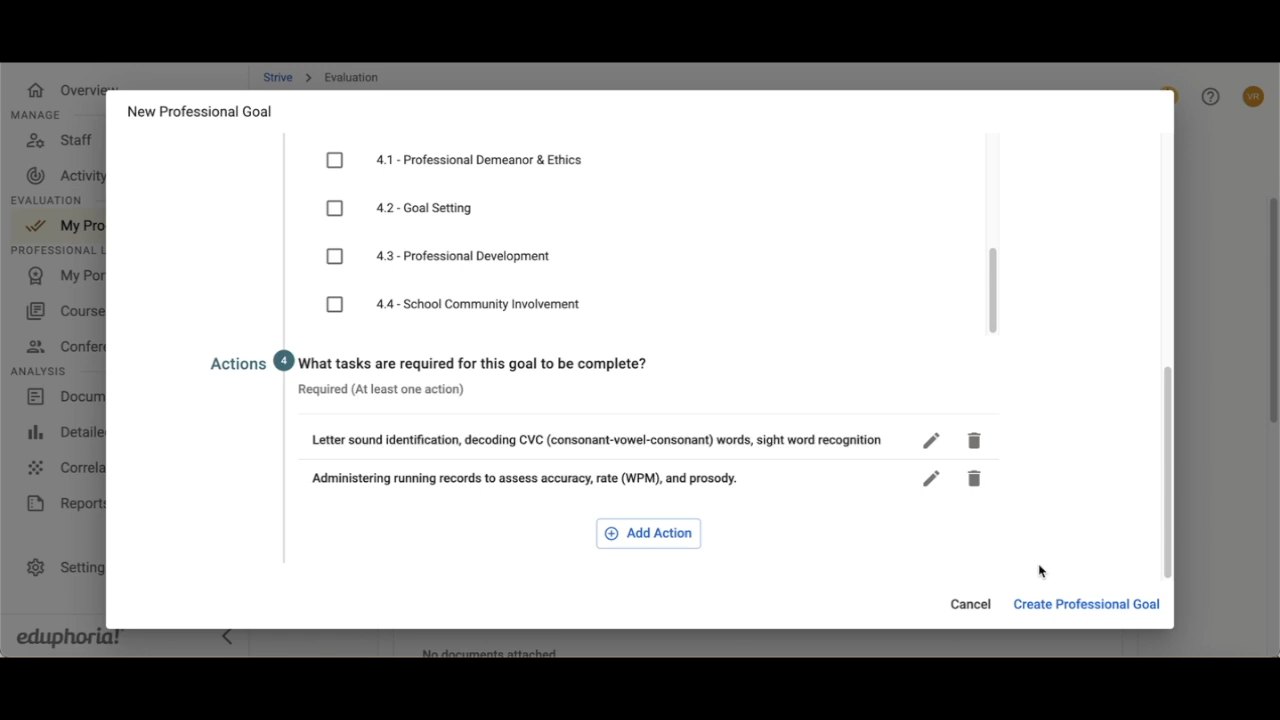 Strive > Evaluation
Overview
MANAGE
Staff
Activity
EVALUATION
My Pro
PROFESSIONAL L
My Por
Course
Confere
ANALYSIS
Docum
Detaile
Correla
Reports
Setting
eduphoria!
VR
New Professional Goal
4.1 - Professional Demeanor & Ethics
4.2 - Goal Setting
4.3 - Professional Development
4.4 - School Community Involvement
Actions 4 What tasks are required for this goal to be complete?
Required (At least one action)
Letter sound identification, decoding CVC (consonant-vowel-consonant) words, sight word recognition
Administering running records to assess accuracy, rate (WPM), and prosody.
Add Action
Cancel Create Professional Goal
No documents attached